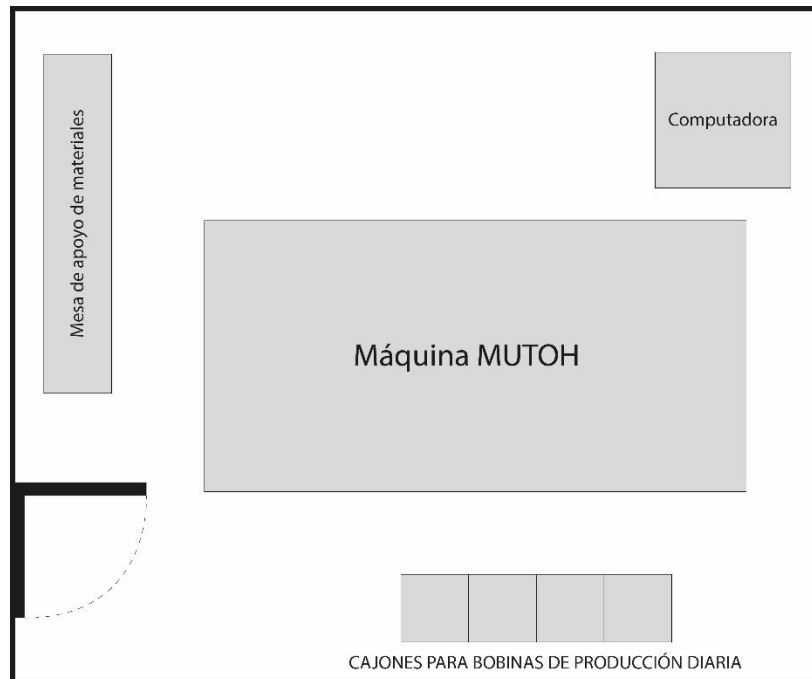 Mesa de apoyo de materiales
Computadora
Máquina MUTOH
CAJONES PARA BOBINAS DE PRODUCCIÓN DIARIA